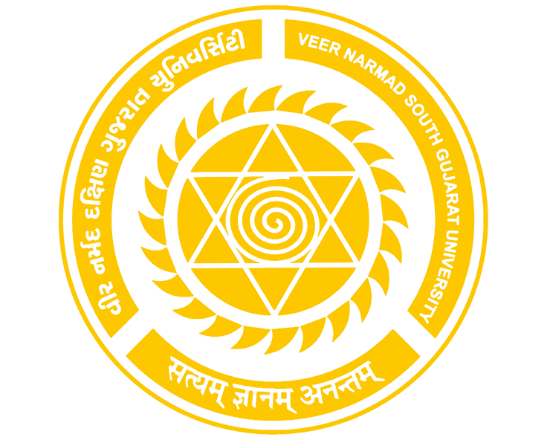 વીર નર્મદ દક્ષિણ ગુજરાત યુનિવર્સિટી
VEER NARMAD SOUTH GUJARAT UNIVERSITY
सत्यम् ज्ञानम् अनन्तम्